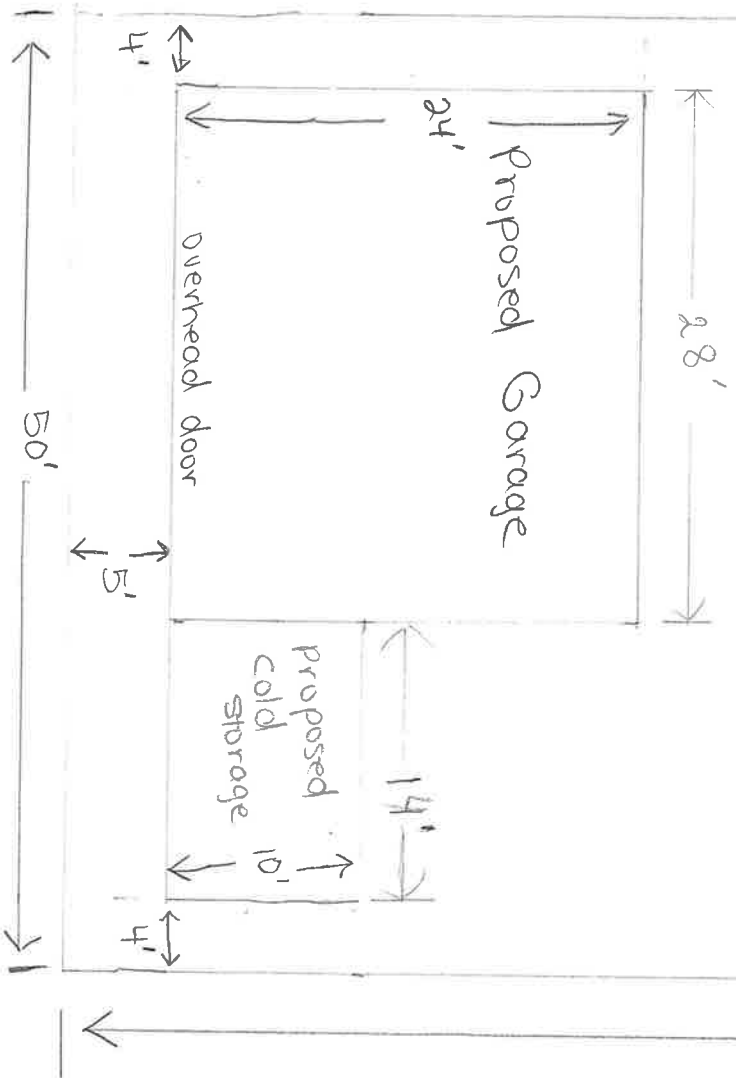 28'
Proposed Garage
24'
14'
proposed
cold
storage
10'
overhead door
4'
4'
5'
50'